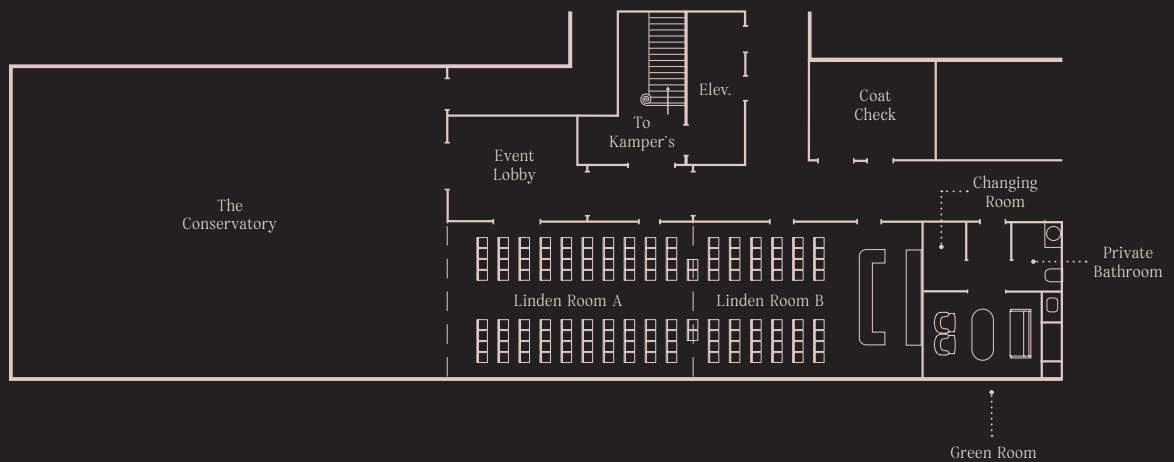 Elev.
Coat
Check
To
Kamper's
Event
Lobby
The
Conservatory
Changing
Room
Private
Bathroom
Linden Room A
Linden Room B
Green Room